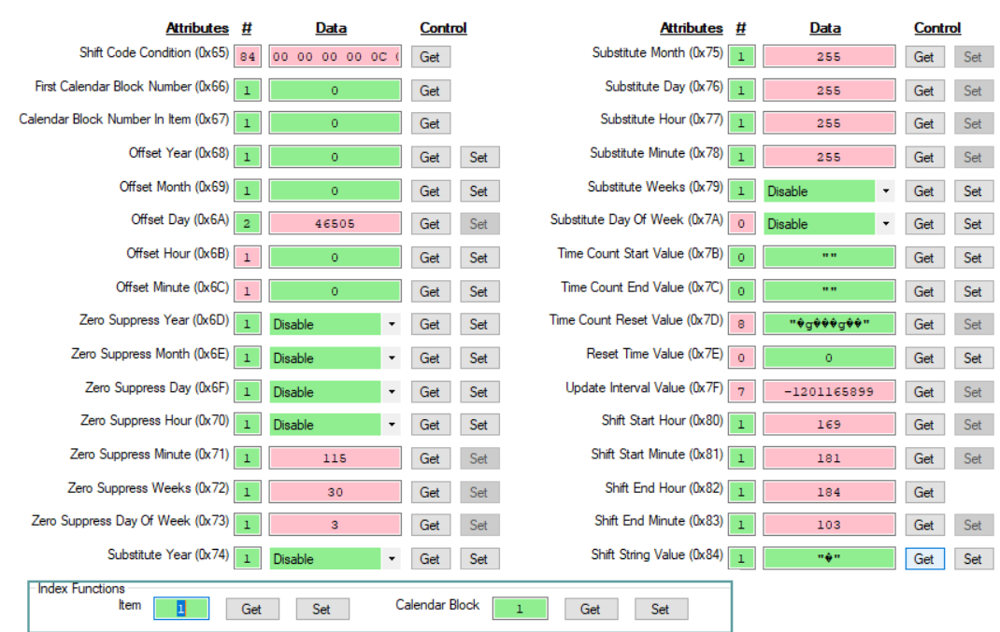 Attributes # Data Control
Shift Code Condition (0x65) 84 00 00 00 00 0C ( Get
First Calendar Block Number (0x66) 1 0 Get
Calendar Block Number In Item (0x67) 1 0 Get
Offset Year (0x68) 1 0 Get Set
Offset Month (0x69) 1 0 Get Set
Offset Day (0x6A) 2 46505 Get Set
Offset Hour (0x6B) 1 0 Get Set
Offset Minute (0x6C) 1 0 Get Set
Zero Suppress Year (0x6D) 1 Disable Get Set
Zero Suppress Month (0x6E) 1 Disable Get Set
Zero Suppress Day (0x6F) 1 Disable Get Set
Zero Suppress Hour (0x70) 1 Disable Get Set
Zero Suppress Minute (0x71) 1 115 Get Set
Zero Suppress Weeks (0x72) 1 30 Get Set
Zero Suppress Day Of Week (0x73) 1 3 Get Set
Substitute Year (0x74) 1 Disable Get Set
Attributes # Data Control
Substitute Month (0x75) 1 255 Get Set
Substitute Day (0x76) 1 255 Get Set
Substitute Hour (0x77) 1 255 Get Set
Substitute Minute (0x78) 1 255 Get Set
Substitute Weeks (0x79) 1 Disable Get Set
Substitute Day Of Week (0x7A) 0 Disable Get Set
Time Count Start Value (0x7B) 0 "" Get Set
Time Count End Value (0x7C) 0 "" Get Set
Time Count Reset Value (0x7D) 8 "�g���g��" Get Set
Reset Time Value (0x7E) 0 0 Get Set
Update Interval Value (0x7F) 7 -1201165899 Get Set
Shift Start Hour (0x80) 1 169 Get Set
Shift Start Minute (0x81) 1 181 Get Set
Shift End Hour (0x82) 1 184 Get
Shift End Minute (0x83) 1 103 Get Set
Shift String Value (0x84) 1 "�" Get Set
Index Functions
Item 1 Get Set Calendar Block 1 Get Set